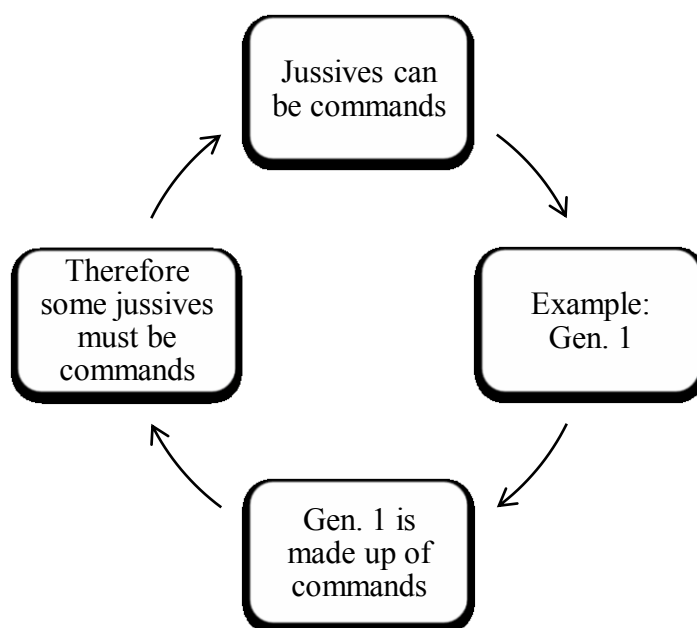 Jussives can
be commands
Example:
Gen. 1
Gen. 1 is
made up of
commands
Therefore
some jussives
must be
commands